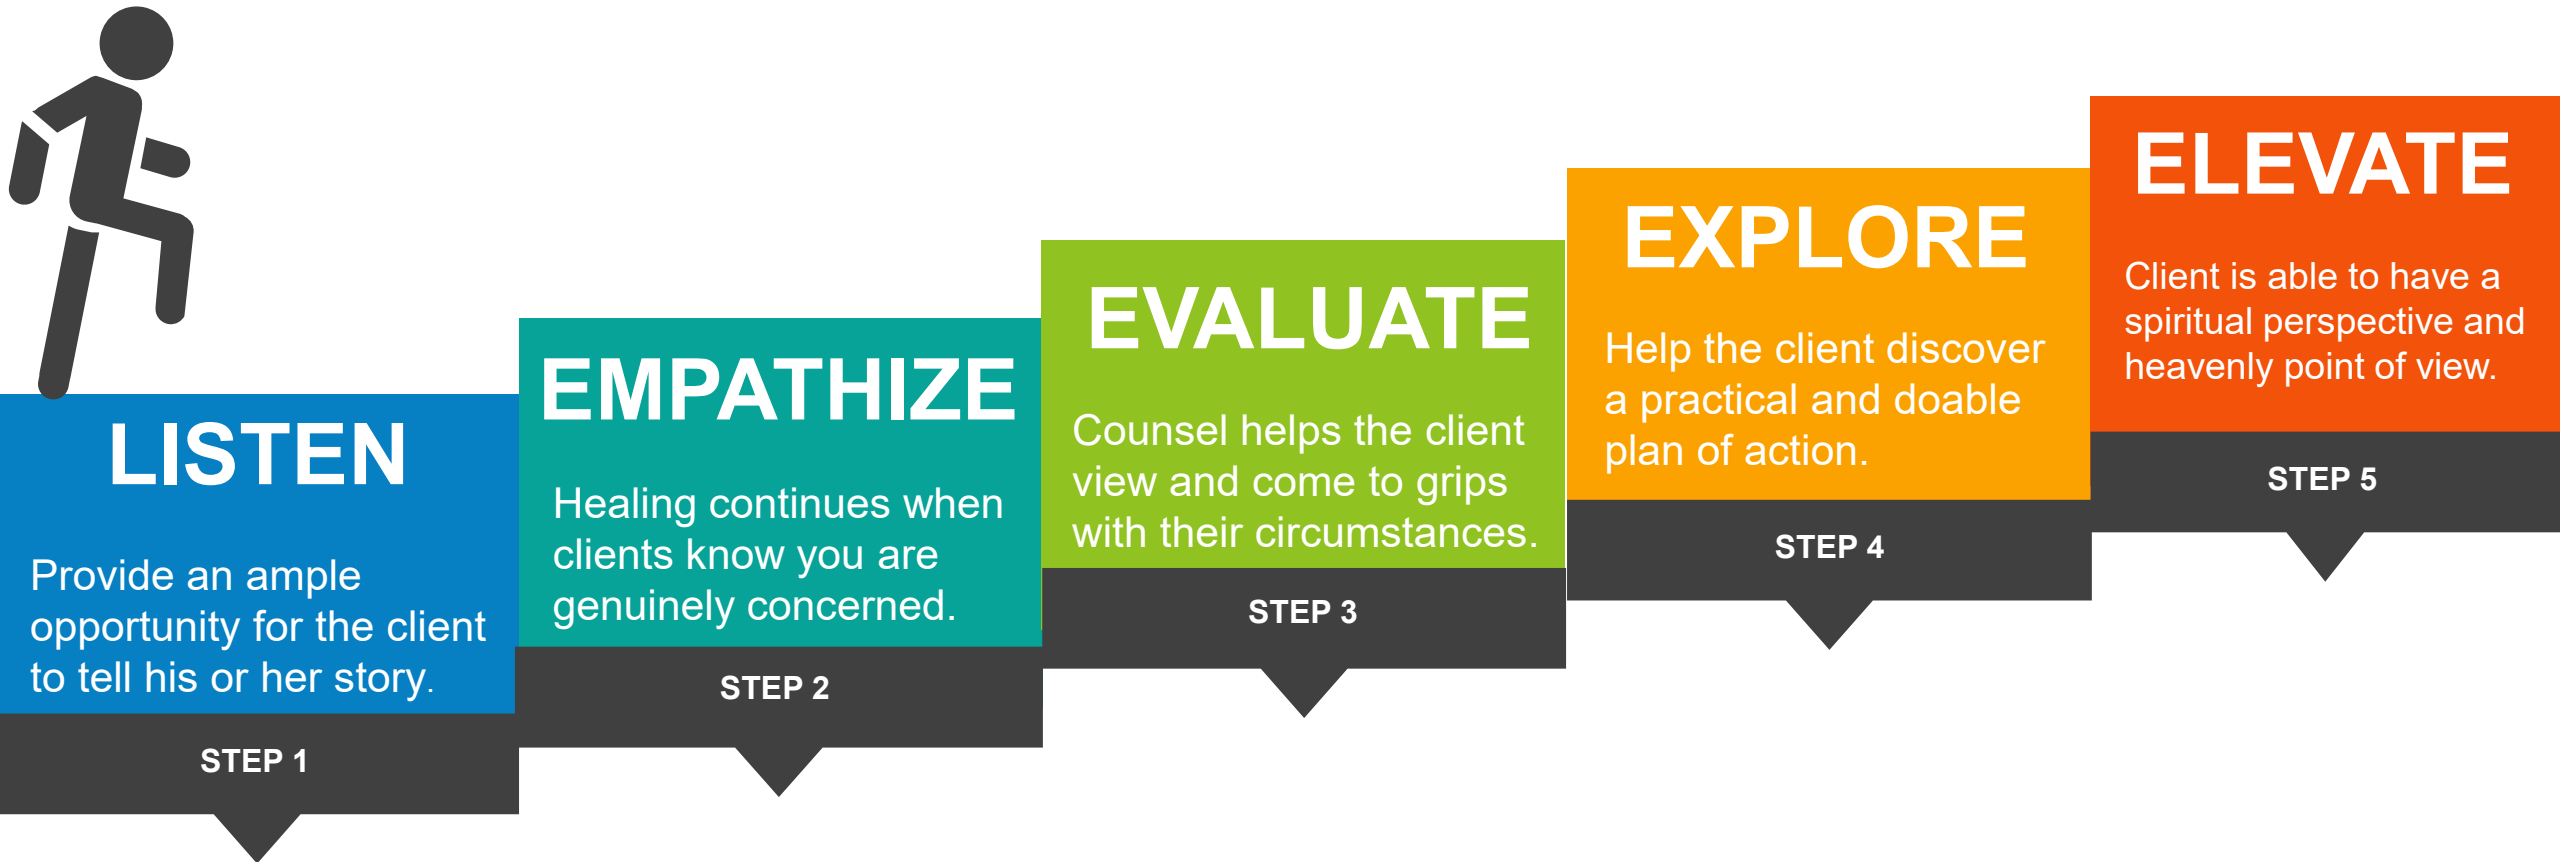 LISTEN
Provide an ample
opportunity for the client
to tell his or her story.
STEP 1
EMPATHIZE
Healing continues when
clients know you are
genuinely concerned.
STEP 2
EVALUATE
Counsel helps the client
view and come to grips
with their circumstances.
STEP 3
EXPLORE
Help the client discover
a practical and doable
plan of action.
STEP 4
ELEVATE
Client is able to have a
spiritual perspective and
heavenly point of view.
STEP 5